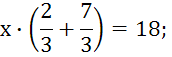 x · (2/3 + 7/3) = 18;